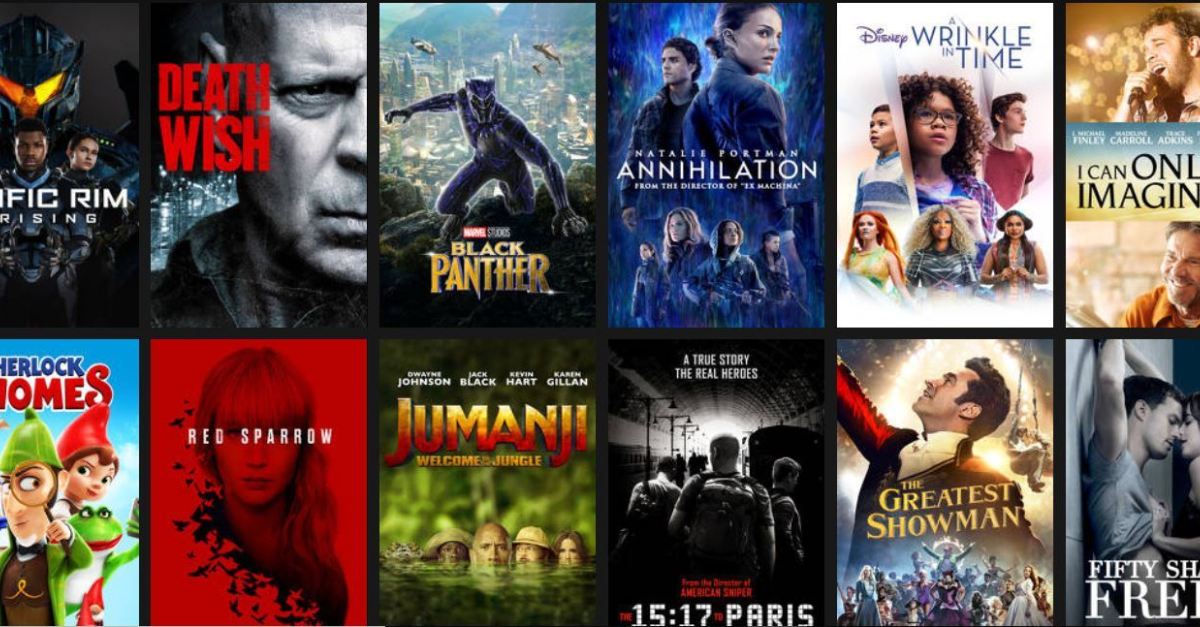 IFIC RIM
RISING
DEATH
WISH
MARVEL STUDIOS
BLACK
PANTHER
NATALIE PORTMAN
ANNIHILATION
FROM THE DIRECTOR OF "EX MACHINA"
Disney A
WRINKLE
IN TIME
J. MICHAEL MADELINE TRACE
FINLEY CARROLL ADKINS
I CAN ONL
IMAGIN
HERLOCK
NOMES
RED SPARROW
DWAYNE JACK KEVIN KAREN
JOHNSON BLACK HART GILLAN
JUMANJI
WELCOME TO THE JUNGLE
A TRUE STORY
THE REAL HEROES
From the Director of
AMERICAN SNIPER
THE 15:17 TO PARIS
THE
GREATEST
SHOWMAN
FIFTY SHA
FREE